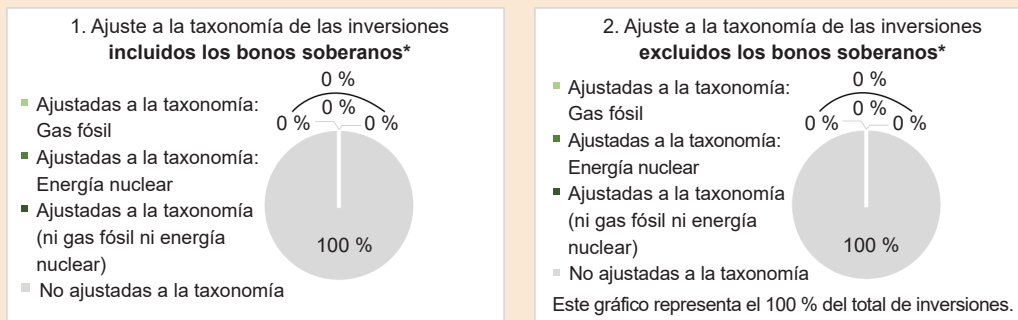 1. Ajuste a la taxonomía de las inversiones
incluidos los bonos soberanos*
0 %
0 %
0 %
0 %
Ajustadas a la taxonomía:
Gas fósil
Ajustadas a la taxonomía:
Energía nuclear
Ajustadas a la taxonomía
(ni gas fósil ni energía
nuclear)
No ajustadas a la taxonomía
100 %
2. Ajuste a la taxonomía de las inversiones
excluidos los bonos soberanos*
0 %
0 %
0 %
0 %
Ajustadas a la taxonomía:
Gas fósil
Ajustadas a la taxonomía:
Energía nuclear
Ajustadas a la taxonomía
(ni gas fósil ni energía
nuclear)
No ajustadas a la taxonomía
100 %
Este gráfico representa el 100 % del total de inversiones.